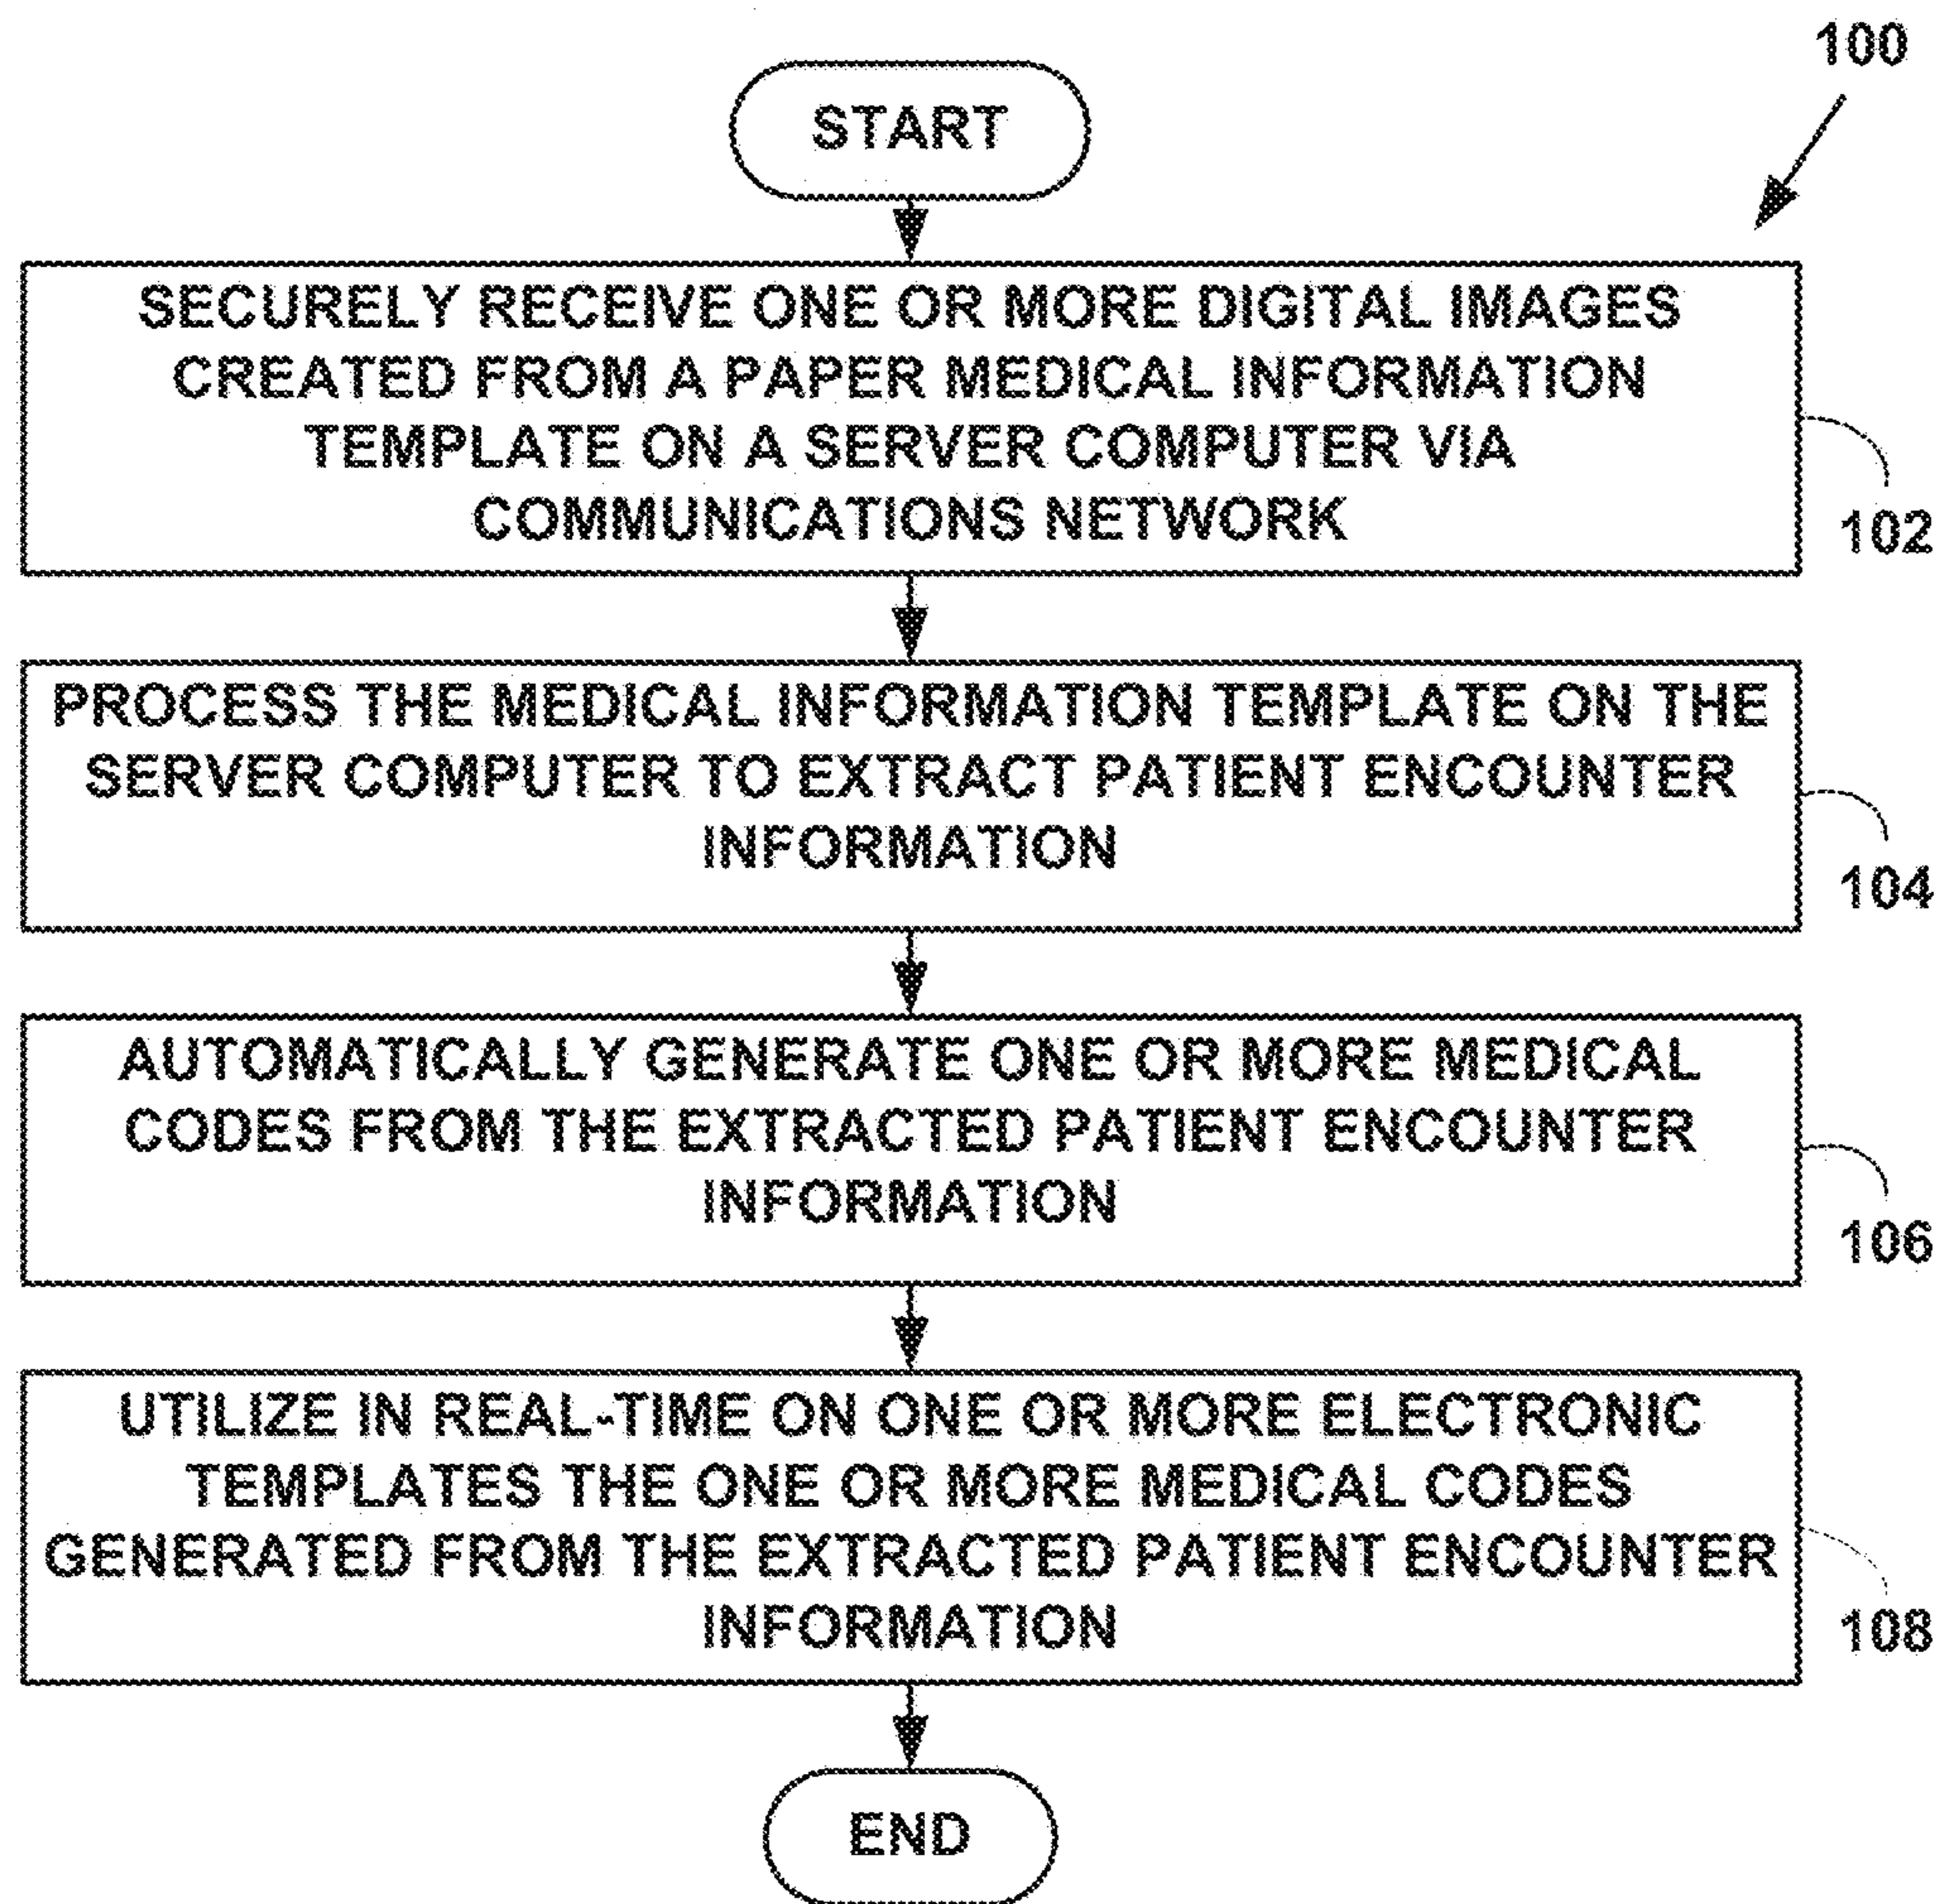 100
START
SECURELY RECEIVE ONE OR MORE DIGITAL IMAGES
CREATED FROM A PAPER MEDICAL INFORMATION
TEMPLATE ON A SERVER COMPUTER VIA
COMMUNICATIONS NETWORK
102
PROCESS THE MEDICAL INFORMATION TEMPLATE ON THE
SERVER COMPUTER TO EXTRACT PATIENT ENCOUNTER
INFORMATION
104
AUTOMATICALLY GENERATE ONE OR MORE MEDICAL
CODES FROM THE EXTRACTED PATIENT ENCOUNTER
INFORMATION
106
UTILIZE IN REAL-TIME ON ONE OR MORE ELECTRONIC
TEMPLATES THE ONE OR MORE MEDICAL CODES
GENERATED FROM THE EXTRACTED PATIENT ENCOUNTER
INFORMATION
108
END